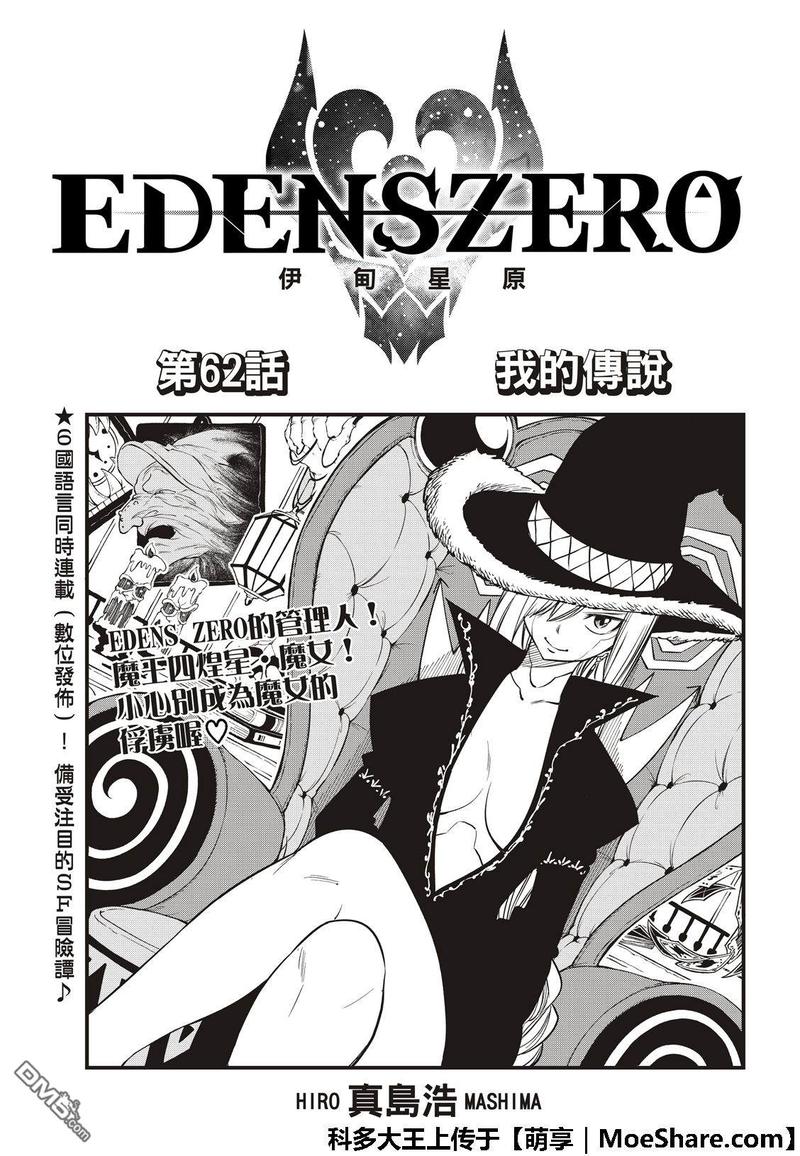 EDENSZERO
伊甸星原
第62話 我的傳說
★6國語言同時連載(數位發佈)! 備受注目的SF冒險譚♪
EDENS ZERO的管理人!
魔王四煌星·魔女!
小心別成為魔女的
俘虜喔♡
HIRO 真島浩 MASHIMA
科多大王上传于【萌享|MoeShare.com】
DM5.com